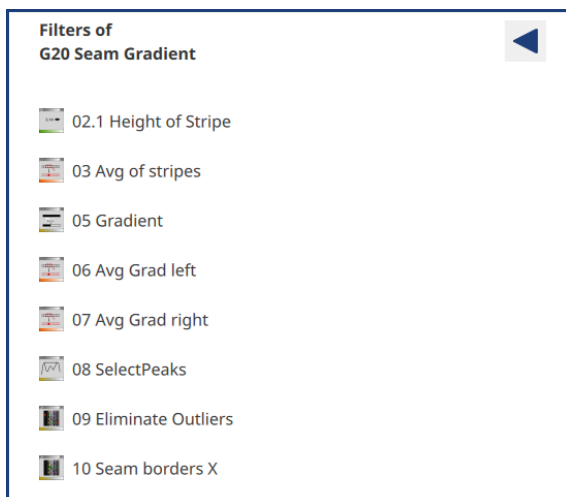 Filters of
G20 Seam Gradient
02.1 Height of Stripe
03 Avg of stripes
05 Gradient
06 Avg Grad left
07 Avg Grad right
08 SelectPeaks
09 Eliminate Outliers
10 Seam borders X